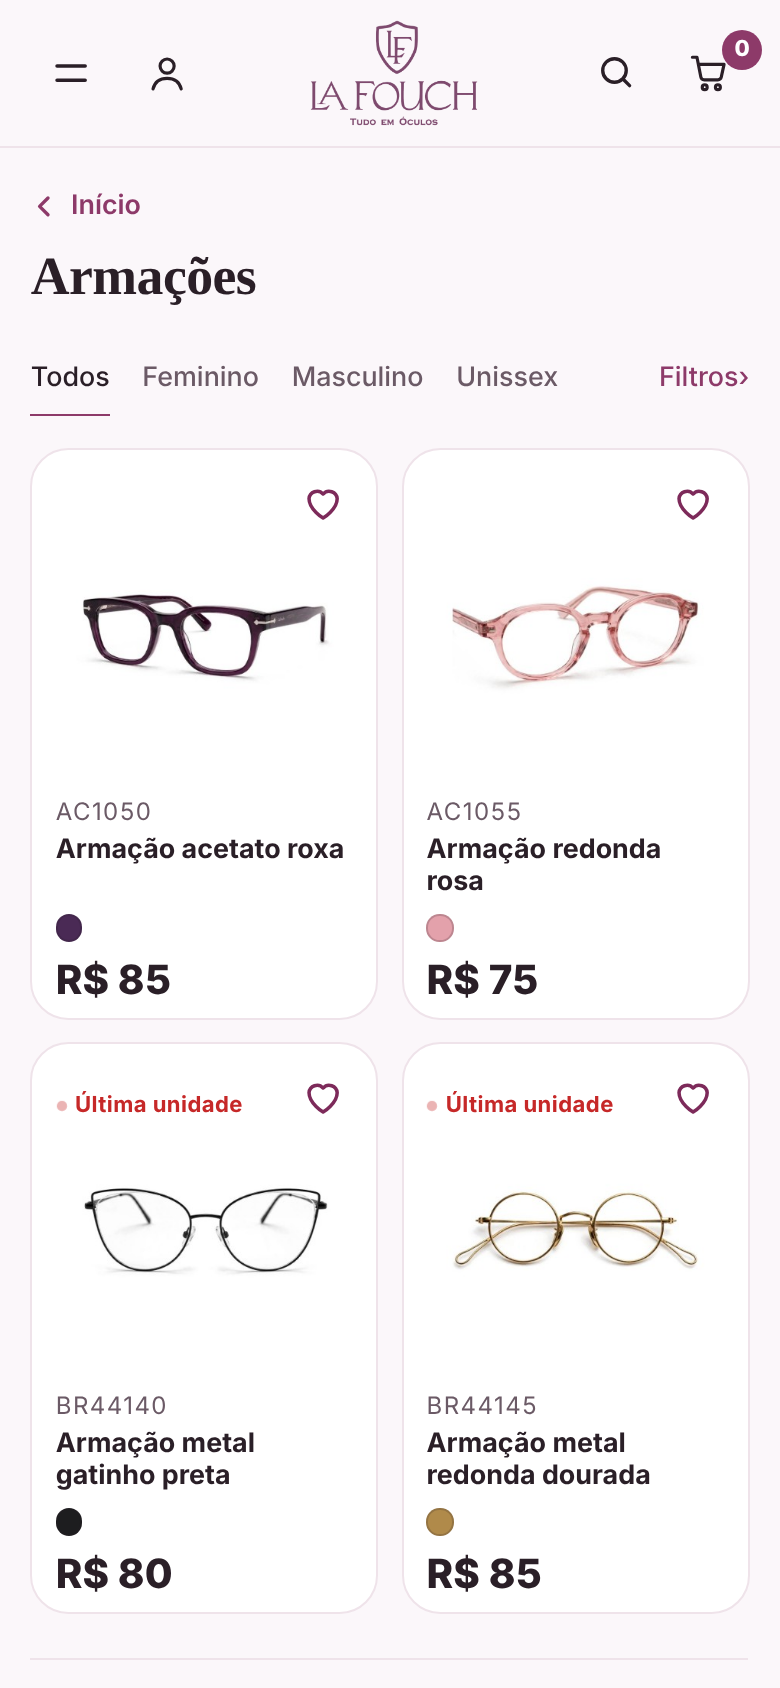 LF
LA FOUCH
Tudo em Óculos
0
Início
Armações
Todos Feminino Masculino Unissex Filtros›
AC1050
Armação acetato roxa
R$ 85
AC1055
Armação redonda
rosa
R$ 75
Última unidade
BR44140
Armação metal
gatinho preta
R$ 80
Última unidade
BR44145
Armação metal
redonda dourada
R$ 85